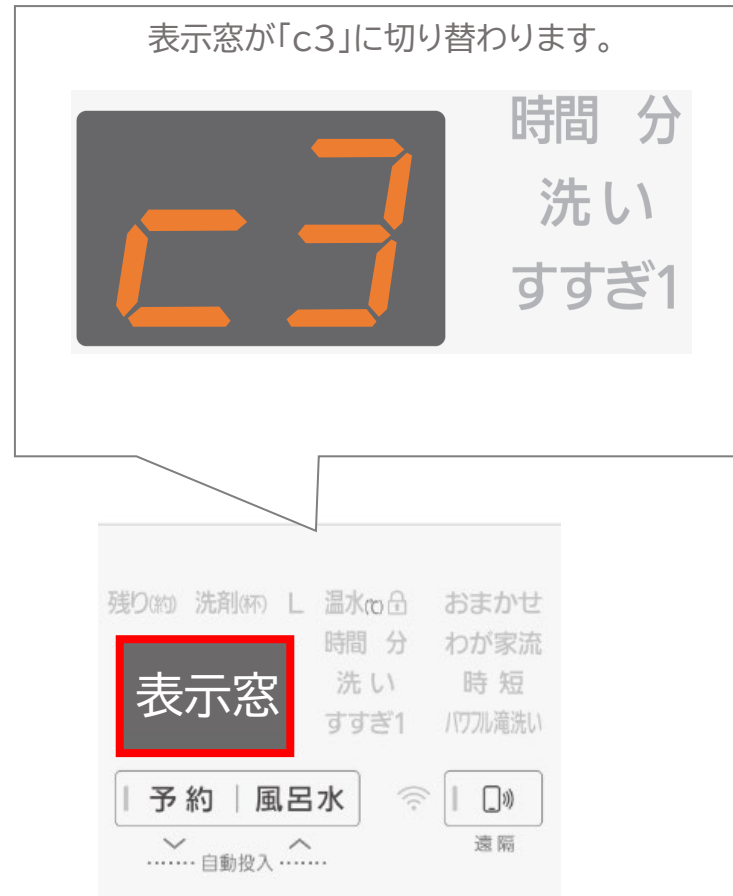 表示窓が「c3」に切り替わります。
c3
時間 分
洗い
すすぎ1
残り(約) 洗剤(杯) L 温水(℃) おまかせ
時間 分 わが家流
表示窓
洗い 時短
すすぎ1 パワフル滝洗い
予約 風呂水
遠隔
自動投入